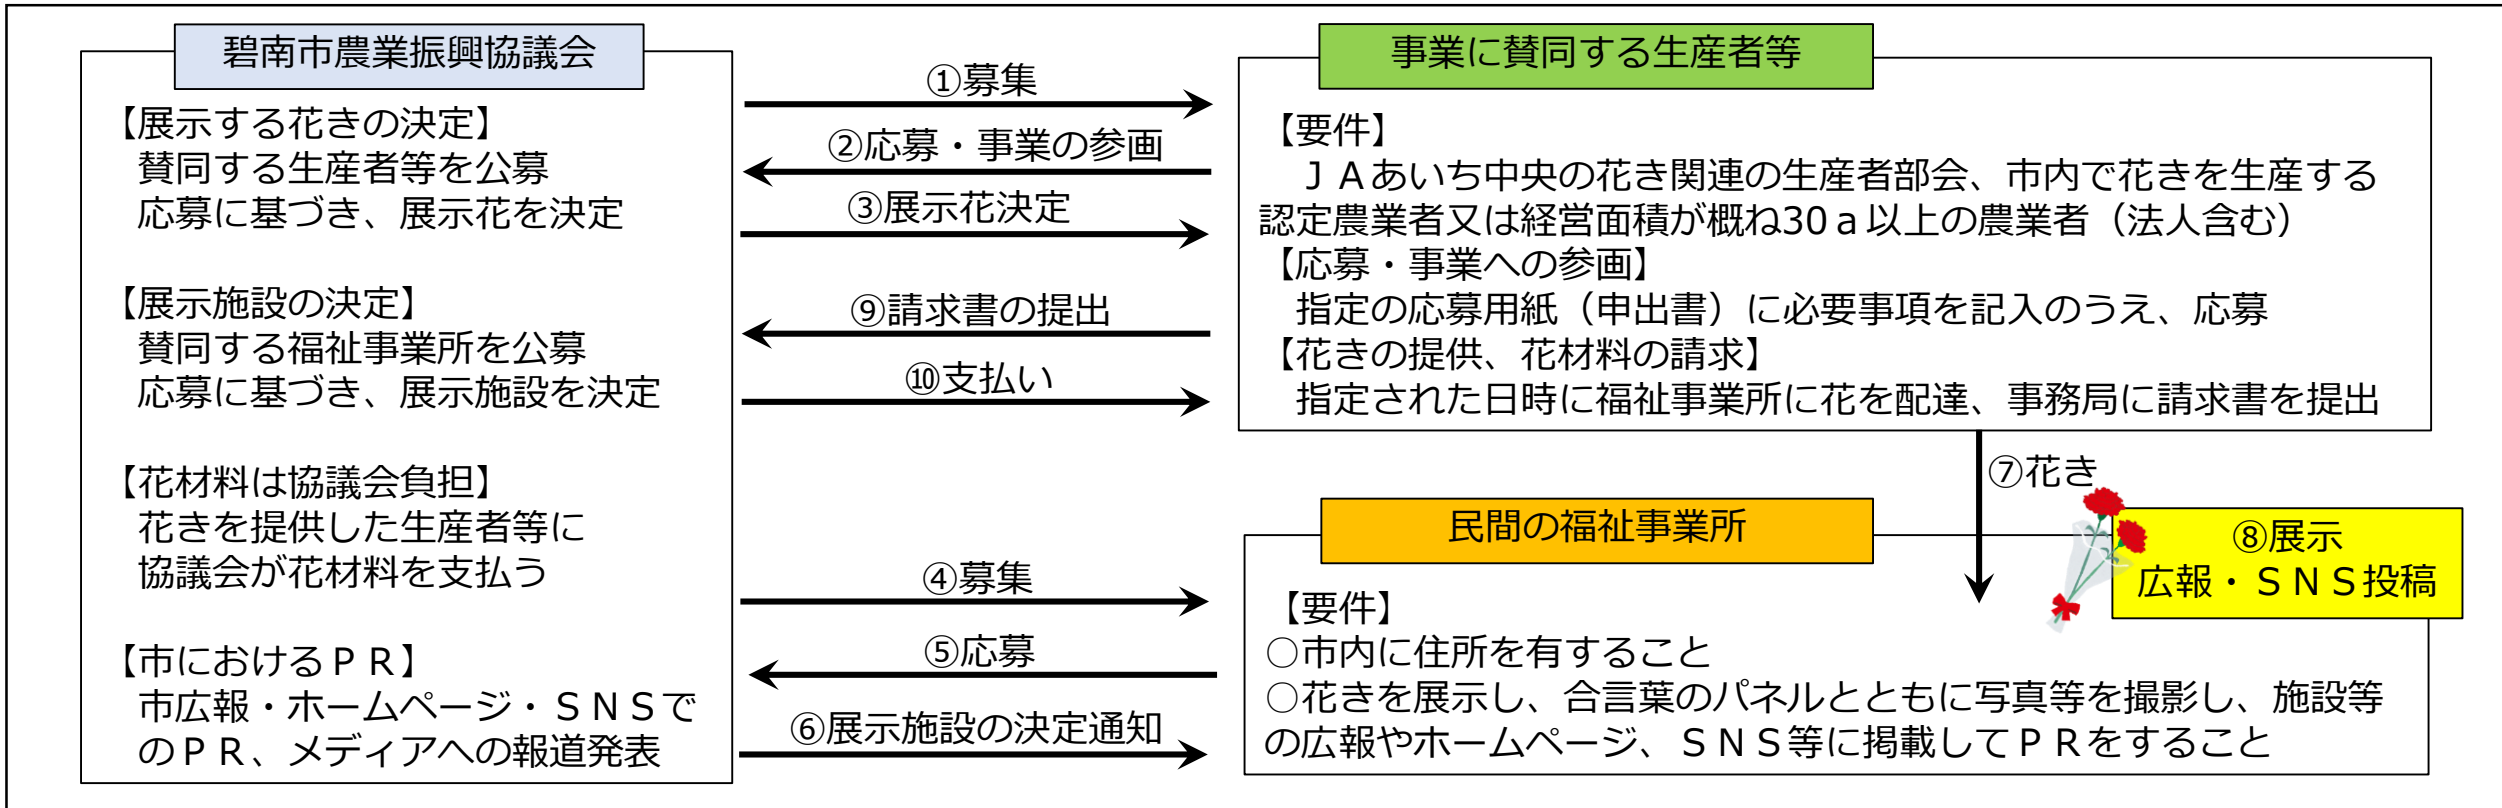 碧南市農業振興協議会
【展示する花きの決定】
賛同する生産者等を公募
応募に基づき、展示花を決定
【展示施設の決定】
賛同する福祉事業所を公募
応募に基づき、展示施設を決定
【花材料は協議会負担】
花きを提供した生産者等に
協議会が花材料を支払う
【市におけるＰＲ】
市広報・ホームページ・ＳＮＳで
のＰＲ、メディアへの報道発表
①募集
②応募・事業の参画
③展示花決定
⑨請求書の提出
⑩支払い
④募集
⑤応募
⑥展示施設の決定通知
事業に賛同する生産者等
【要件】
ＪＡあいち中央の花き関連の生産者部会、市内で花きを生産する
認定農業者又は経営面積が概ね30ａ以上の農業者（法人含む）
【応募・事業への参画】
指定の応募用紙（申出書）に必要事項を記入のうえ、応募
【花きの提供、花材料の請求】
指定された日時に福祉事業所に花を配達、事務局に請求書を提出
⑦花き
民間の福祉事業所
⑧展示
広報・ＳＮＳ投稿
【要件】
○市内に住所を有すること
○花きを展示し、合言葉のパネルとともに写真等を撮影し、施設等
の広報やホームページ、ＳＮＳ等に掲載してＰＲをすること